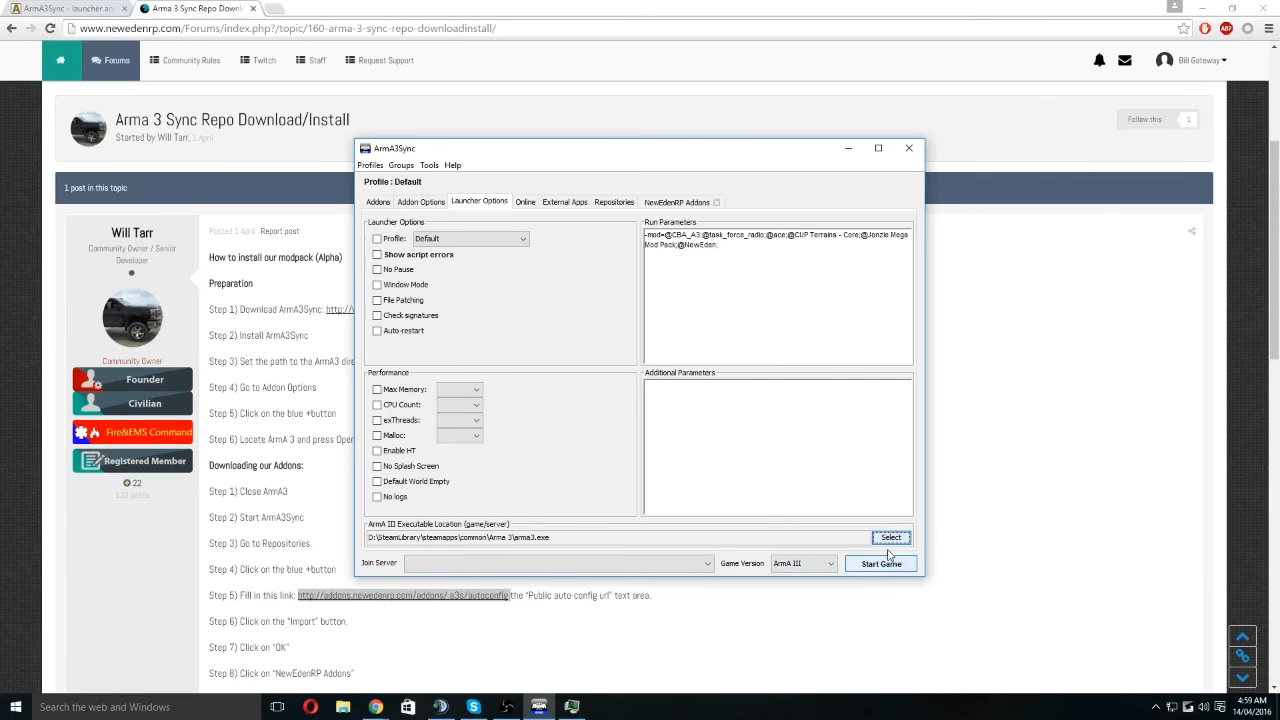 ArmA3Sync - launcher and
Arma 3 Sync Repo Downl
www.newedenrp.com/Forums/index.php?/topic/160-arma-3-sync-repo-downloadinstall/
ABP
Forums
Community Rules
Twitch
Staff
Request Support
Bill Gateway
Arma 3 Sync Repo Download/Install
Started by Will Tarr, 1 April
Follow this
1
1 post in this topic
Will Tarr
Community Owner / Senior
Developer
Community Owner
Founder
Civilian
Fire&EMS Command
Registered Member
22
132 posts
Posted 1 April
Report post
How to install our modpack (Alpha)
Preparation
Step 1) Download ArmA3Sync: http://
Step 2) Install ArmA3Sync
Step 3) Set the path to the ArmA3 dire
Step 4) Go to Addon Options
Step 5) Click on the blue +button
Step 6) Locate ArmA 3 and press Open
Downloading our Addons:
Step 1) Close ArmA3
Step 2) Start ArmA3Sync
Step 3) Go to Repositories
Step 4) Click on the blue +button
Step 5) Fill in this link: http://addons.newedenrp.com/addons/.a3s/autoconfig the “Public auto-config url” text area.
Step 6) Click on the “Import” button.
Step 7) Click on “OK”
Step 8) Click on “NewEdenRP Addons”
ArmA3Sync
Profiles Groups Tools Help
Profile : Default
Addons
Addon Options
Launcher Options
Online
External Apps
Repositories
NewEdenRP Addons
Launcher Options
Profile:
Default
Show script errors
No Pause
Window Mode
File Patching
Check signatures
Auto-restart
Performance
Max Memory:
CPU Count:
exThreads:
Malloc:
Enable HT
No Splash Screen
Default World Empty
No logs
Run Parameters
-mod=@CBA_A3;@task_force_radio;@ace;@CUP Terrains - Core;@Jonzie Mega
Mod Pack;@NewEden;
Additional Parameters
ArmA III Executable Location (game/server)
D:\SteamLibrary\steamapps\common\Arma 3\arma3.exe
Select
Join Server
Game Version
ArmA III
Start Game
Search the web and Windows
4:59 AM
14/04/2016